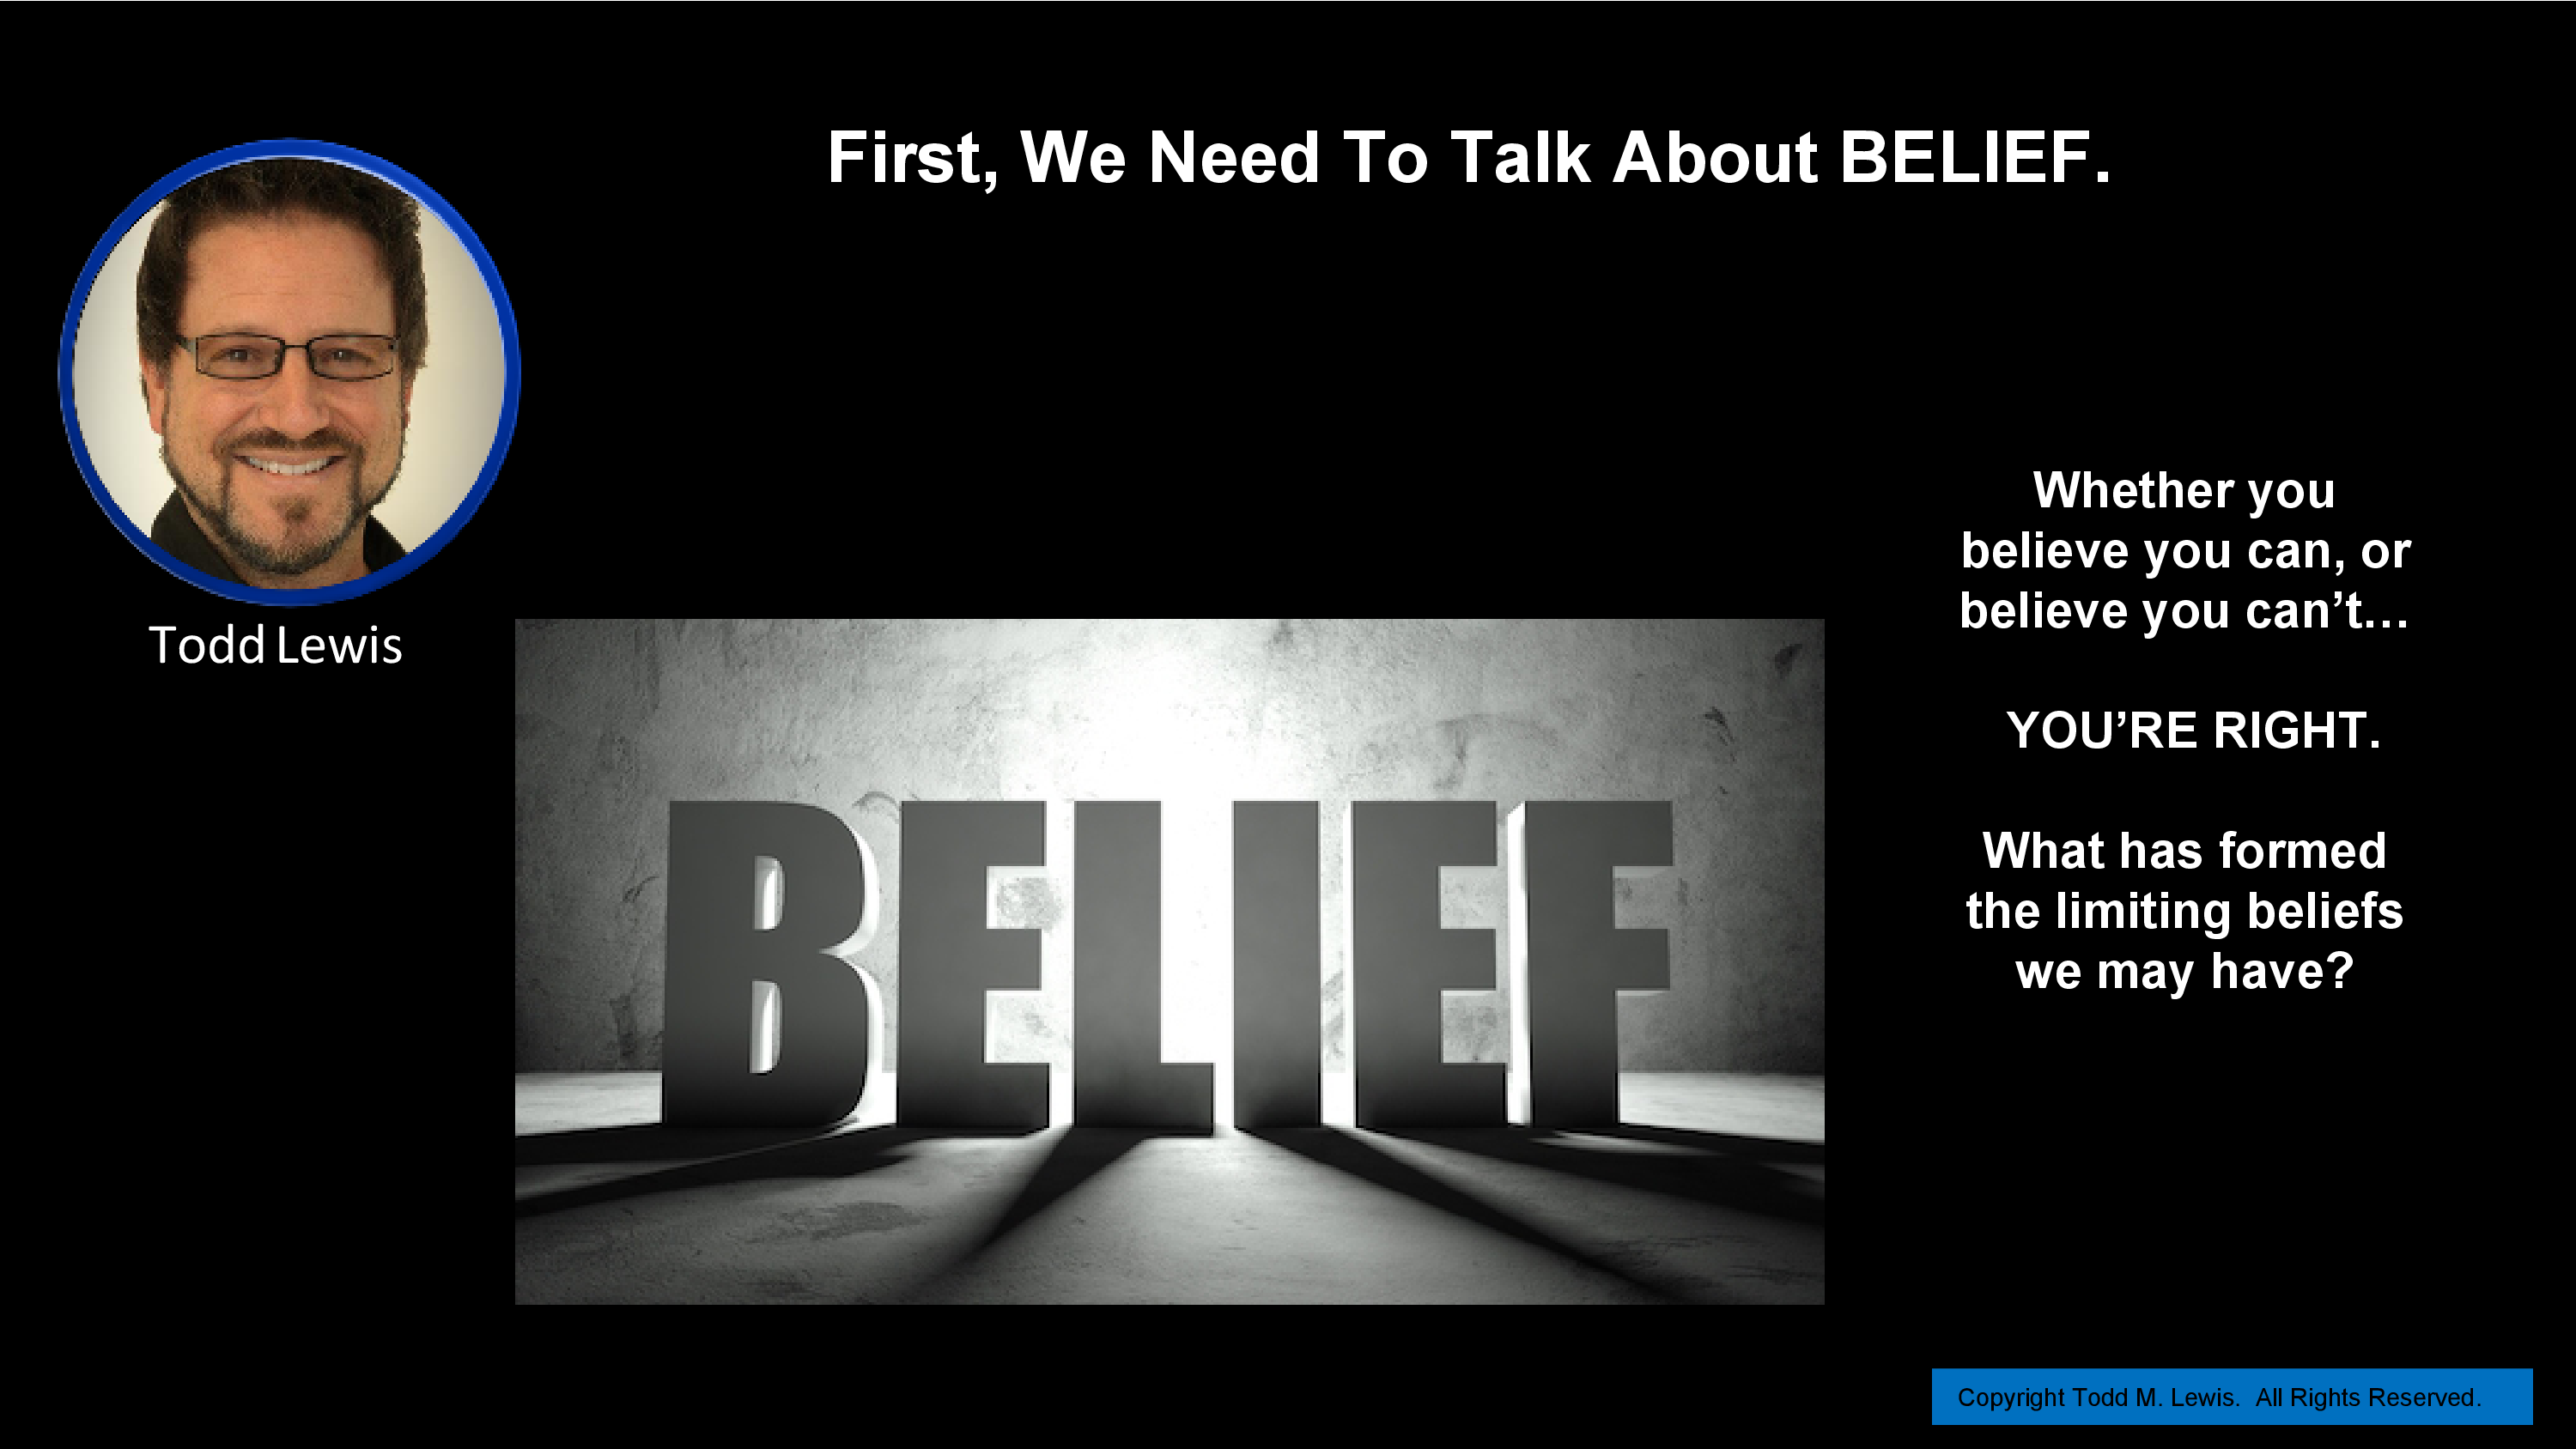 First, We Need To Talk About BELIEF.
Todd Lewis
BELIEF
Whether you
believe you can, or
believe you can’t…
YOU’RE RIGHT.
What has formed
the limiting beliefs
we may have?
Copyright Todd M. Lewis.  All Rights Reserved.